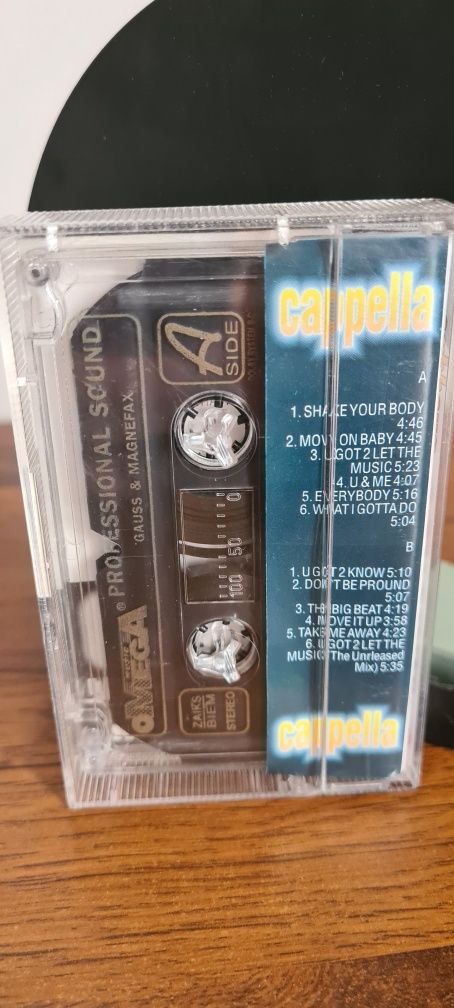 PROFESSIONAL SOUND
GAUSS & MAGNEFAX
OMEGA
®
A
SIDE
0
50
100
ZAIKS
BIEM
STEREO
cappella
A
1. SHAKE YOUR BODY
4:46
2. MOVE ON BABY 4:45
3. U GOT 2 LET THE
MUSIC 5:23
4. U & ME 4:07
5. EVERYBODY 5:16
6. WHAT I GOTTA DO
5:04
B
1. U GOT 2 KNOW 5:10
2. DON'T BE PROUND
5:07
3. THE BIG BEAT 4:19
4. MOVE IT UP 3:58
5. TAKE ME AWAY 4:23
6. U GOT 2 LET THE
MUSIC (The Unreleased
Mix) 5:35
cappella